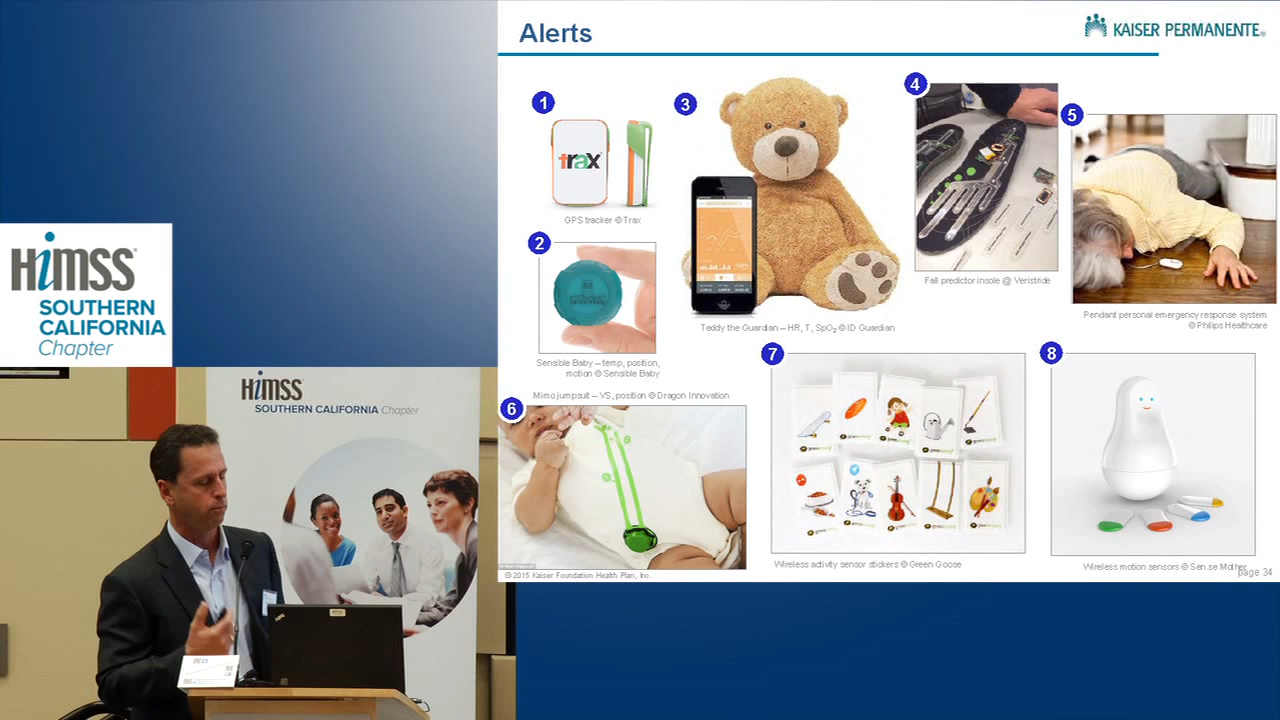 Alerts
KAISER PERMANENTE®
1
trax
GPS tracker © Trax
2
Sensible Baby – temp, position,
motion © Sensible Baby
3
Teddy the Guardian – HR, T, SpO₂ © ID Guardian
4
Fall predictor insole @ Veristride
5
Pendant personal emergency response system
© Philips Healthcare
Mimo jumpsuit – VS, position © Dragon Innovation
6
7
Wireless activity sensor stickers © Green Goose
8
Wireless motion sensors © Sense Mother
© 2015 Kaiser Foundation Health Plan, Inc.
page 34
HiMSS®
SOUTHERN
CALIFORNIA
Chapter
HiMSS
SOUTHERN CALIFORNIA Chapter